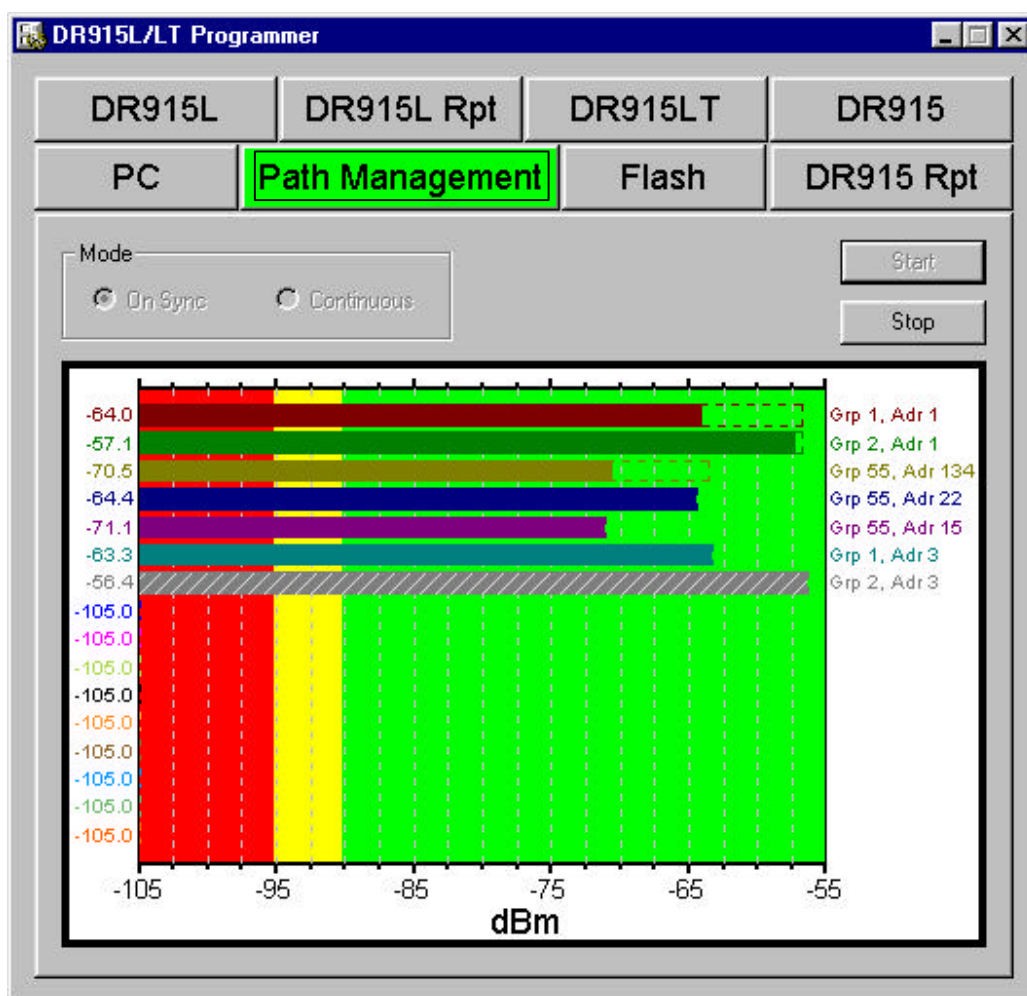 DR915L/LT Programmer
DR915L DR915L Rpt DR915LT DR915
PC Path Management Flash DR915 Rpt
Mode
On Sync Continuous
Start
Stop
-64.0 Grp 1, Adr 1
-57.1 Grp 2, Adr 1
-70.5 Grp 55, Adr 134
-64.4 Grp 55, Adr 22
-71.1 Grp 55, Adr 15
-63.3 Grp 1, Adr 3
-56.4 Grp 2, Adr 3
-105.0
-105.0
-105.0
-105.0
-105.0
-105.0
-105.0
-105.0
-105.0
-105 -95 -85 -75 -65 -55
dBm